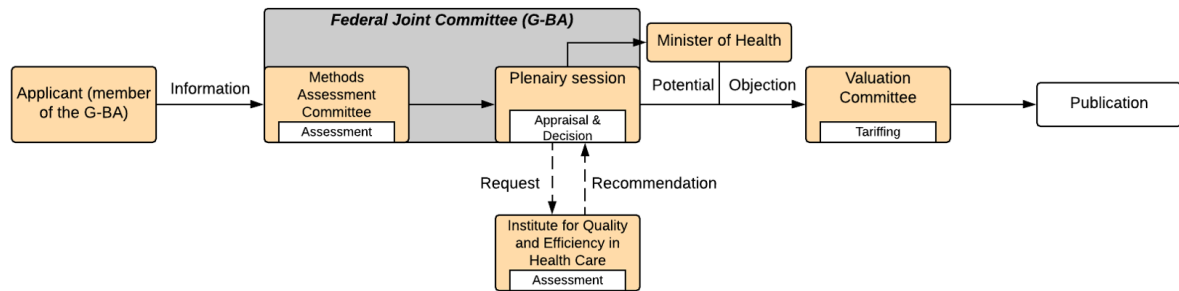 Federal Joint Committee (G-BA)
Minister of Health
Applicant (member
of the G-BA)
Information
Methods
Assessment
Committee
Assessment
Plenairy session
Appraisal &
Decision
Potential
Objection
Valuation
Committee
Tariffing
Publication
Request
Recommendation
Institute for Quality
and Efficiency in
Health Care
Assessment